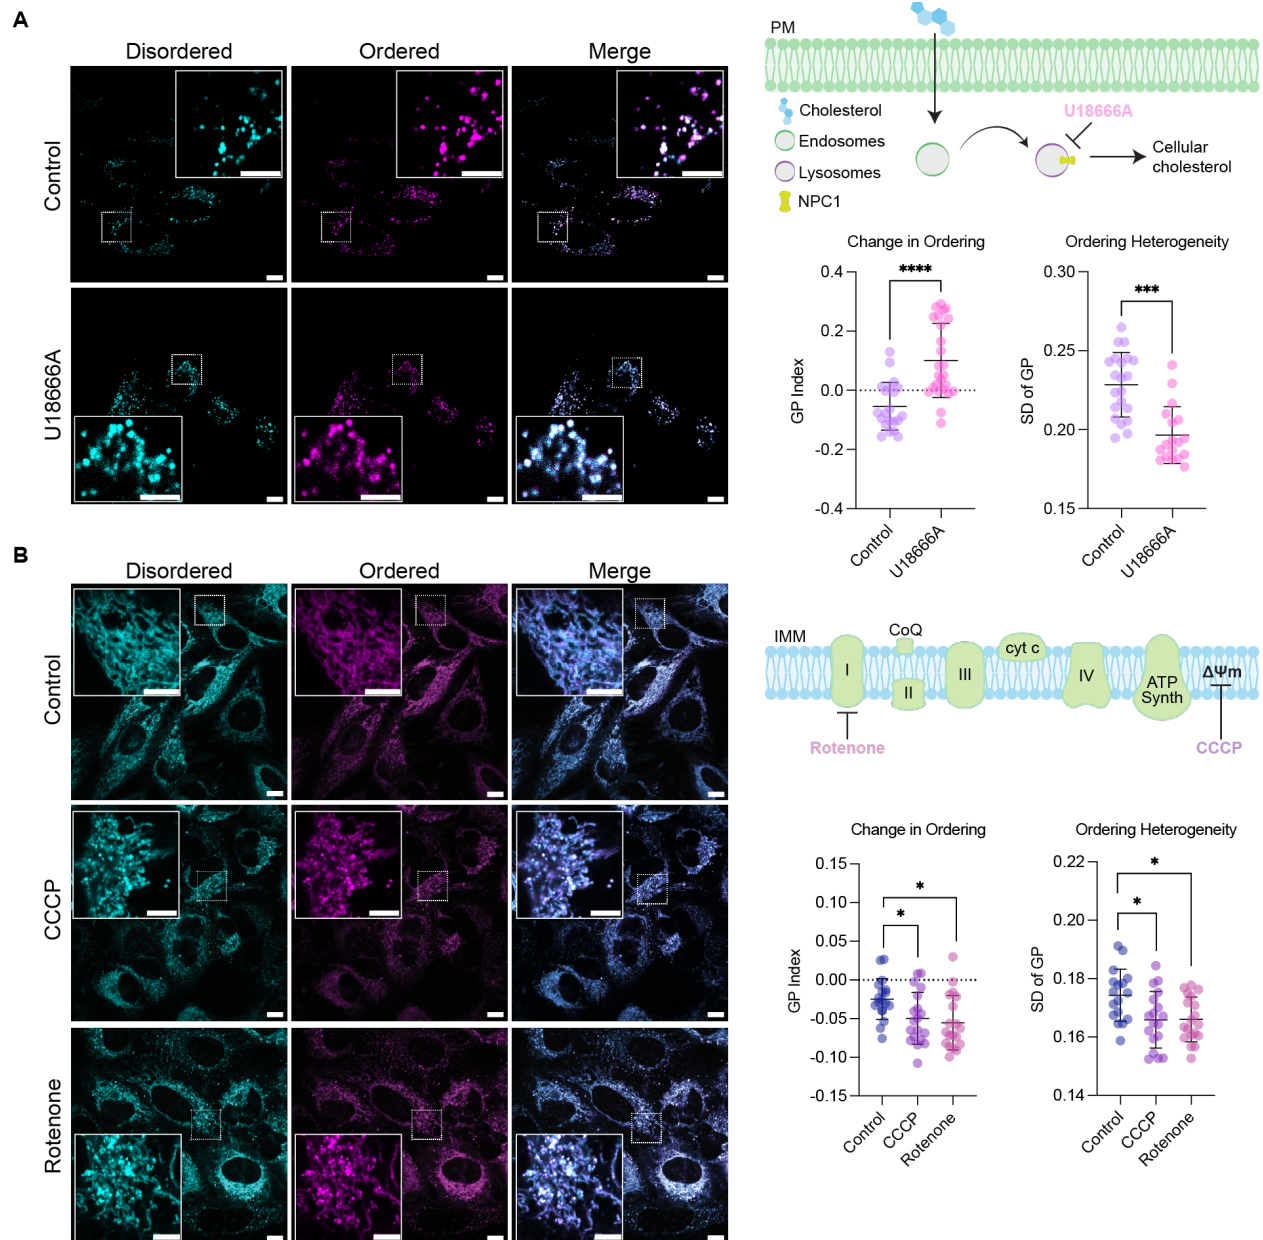 A
Disordered
Ordered
Merge
Control
U18666A
PM
Cholesterol
Endosomes
Lysosomes
NPC1
U18666A
Cellular
cholesterol
Change in Ordering
****
0.4
0.2
0.0
-0.2
-0.4
GP Index
Control
U18666A
Ordering Heterogeneity
***
0.30
0.25
0.20
0.15
SD of GP
Control
U18666A
B
Disordered
Ordered
Merge
Control
CCCP
Rotenone
IMM
I
CoQ
II
III
cyt c
IV
ATP
Synth
ΔΨm
Rotenone
CCCP
Change in Ordering
*
*
0.15
0.10
0.05
0.00
-0.05
-0.10
-0.15
GP Index
Control
CCCP
Rotenone
Ordering Heterogeneity
*
*
0.22
0.20
0.18
0.16
0.14
SD of GP
Control
CCCP
Rotenone